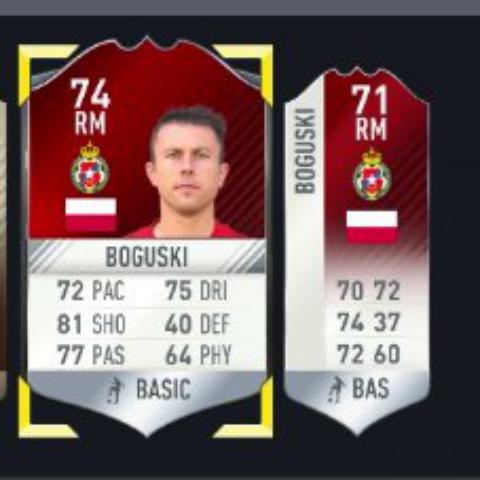 74
RM
BOGUSKI
72 PAC 75 DRI
81 SHO 40 DEF
77 PAS 64 PHY
BASIC
71
RM
BOGUSKI
70 72
74 37
72 60
BAS